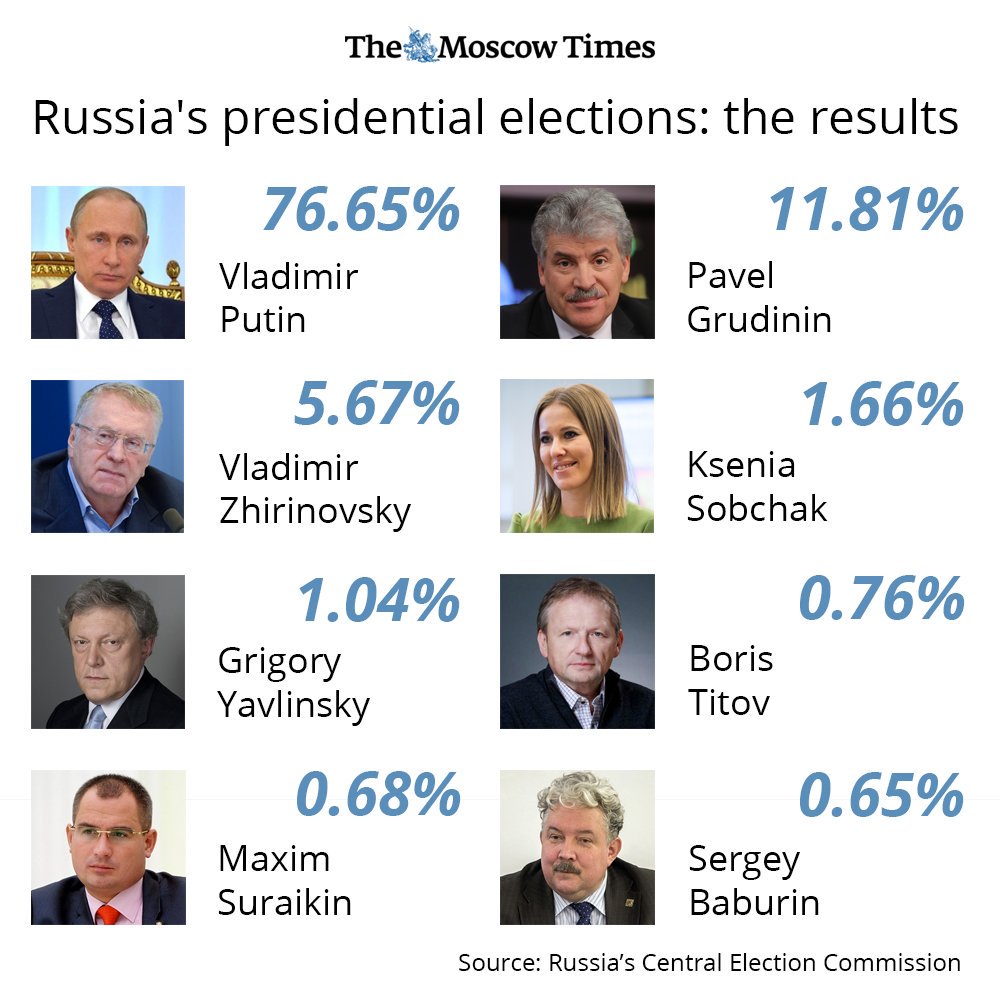 The Moscow Times
Russia's presidential elections: the results
76.65%
Vladimir
Putin
11.81%
Pavel
Grudinin
5.67%
Vladimir
Zhirinovsky
1.66%
Ksenia
Sobchak
1.04%
Grigory
Yavlinsky
0.76%
Boris
Titov
0.68%
Maxim
Suraikin
0.65%
Sergey
Baburin
Source: Russia’s Central Election Commission